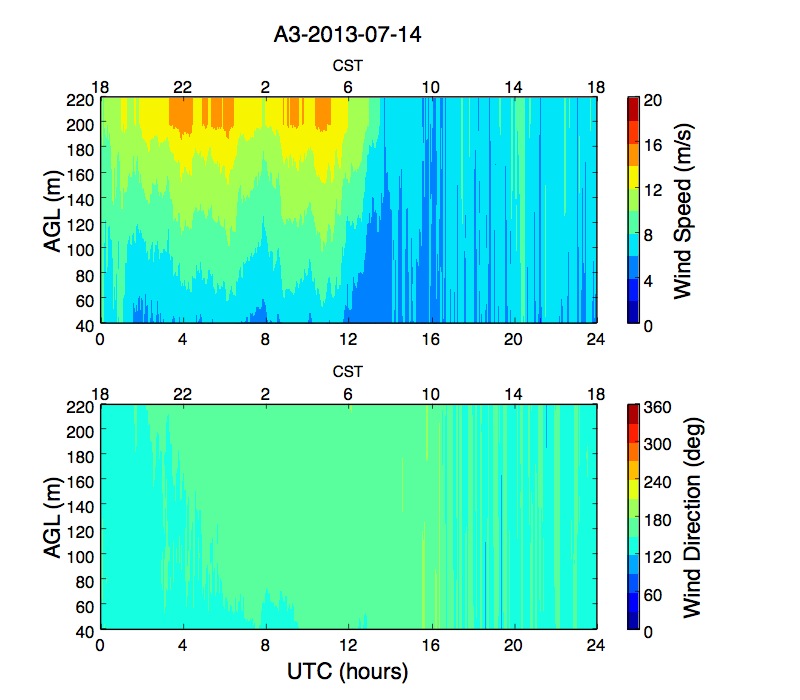 A3-2013-07-14
CST
18 22 2 6 10 14 18
220
200
180
160
140
120
100
80
60
40
AGL (m)
0 4 8 12 16 20 24
20
16
12
8
4
0
Wind Speed (m/s)
CST
18 22 2 6 10 14 18
220
200
180
160
140
120
100
80
60
40
AGL (m)
0 4 8 12 16 20 24
UTC (hours)
360
300
240
180
120
60
0
Wind Direction (deg)